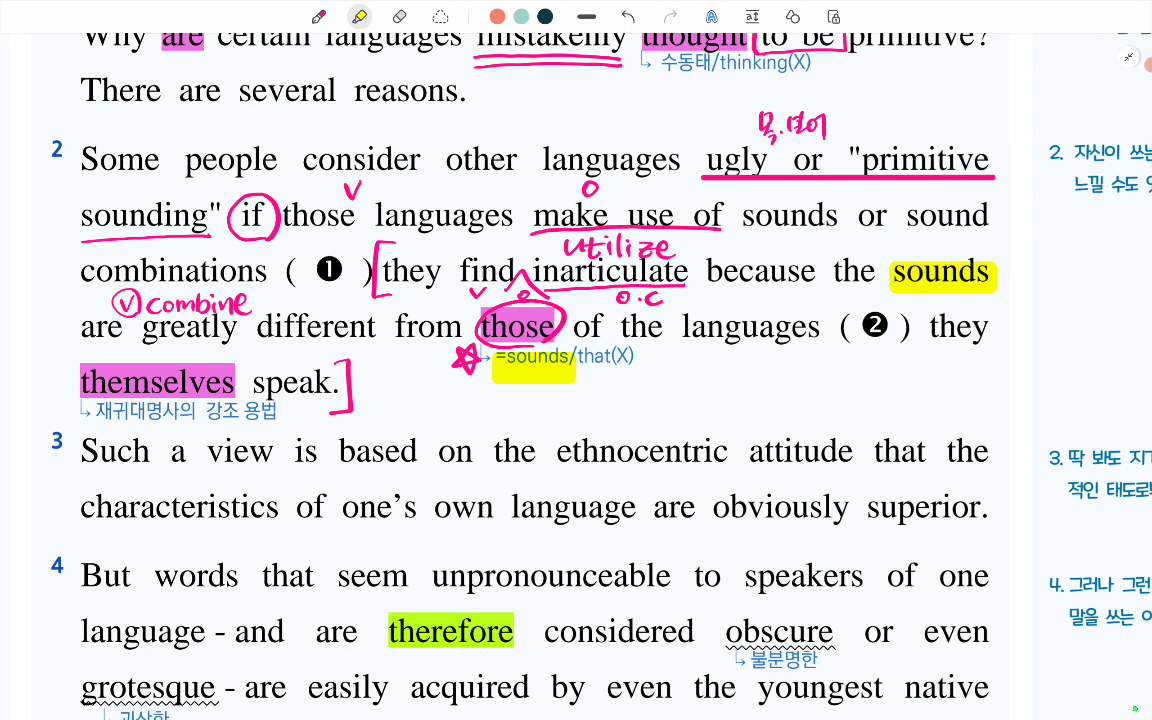 Why are certain languages mistakenly thought to be primitive?
↳ 수동태/thinking(X)
There are several reasons.
목.보어
2 Some people consider other languages ugly or "primitive
V O
sounding" if those languages make use of sounds or sound
utilize
combinations ( ❶ ) they find inarticulate because the sounds
V combine V O O.C
are greatly different from those of the languages ( ❷ ) they
↳ =sounds/that(X)
themselves speak.
↳ 재귀대명사의 강조 용법
3 Such a view is based on the ethnocentric attitude that the
characteristics of one's own language are obviously superior.
4 But words that seem unpronounceable to speakers of one
language - and are therefore considered obscure or even
↳ 불분명한
grotesque - are easily acquired by even the youngest native
↳ 괴상한
2. 자신이 쓰는
느낄 수도
3. 딱 봐도
적인 태도로
4. 그러나 그런
말을 쓰는